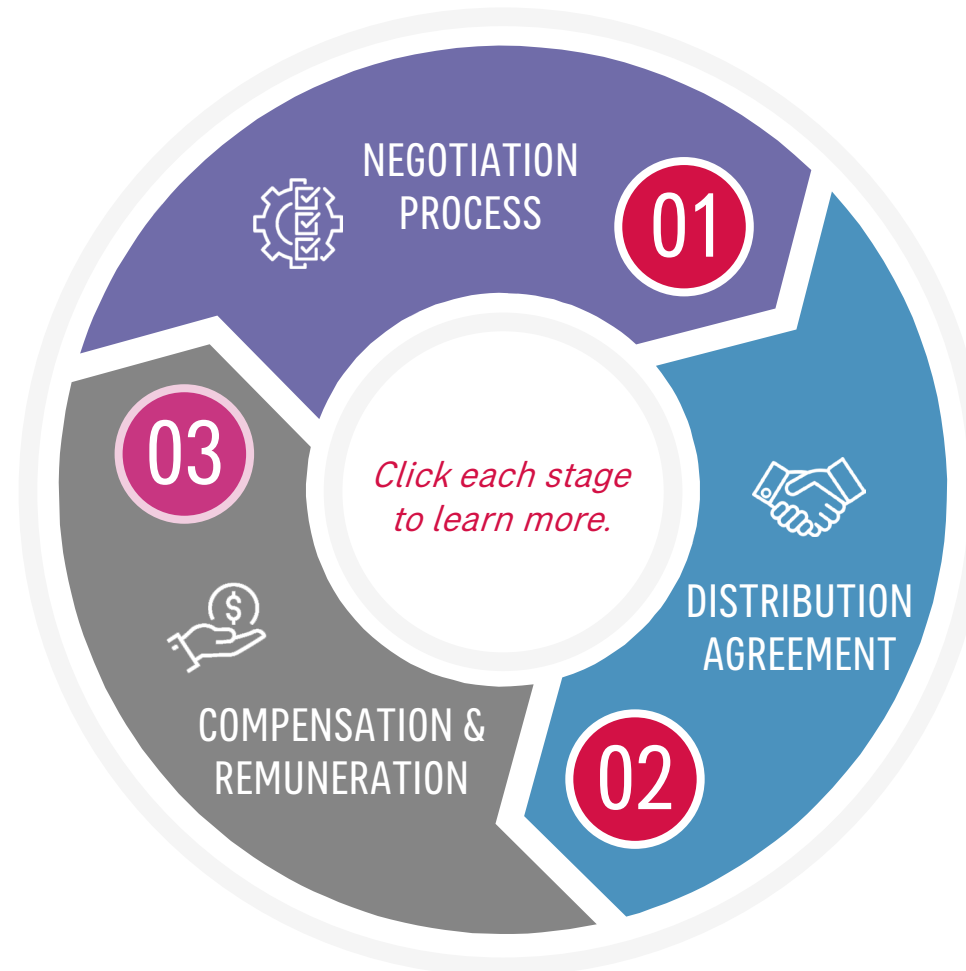 NEGOTIATION
PROCESS
01
DISTRIBUTION
AGREEMENT
02
03
$
COMPENSATION &
REMUNERATION
Click each stage
to learn more.